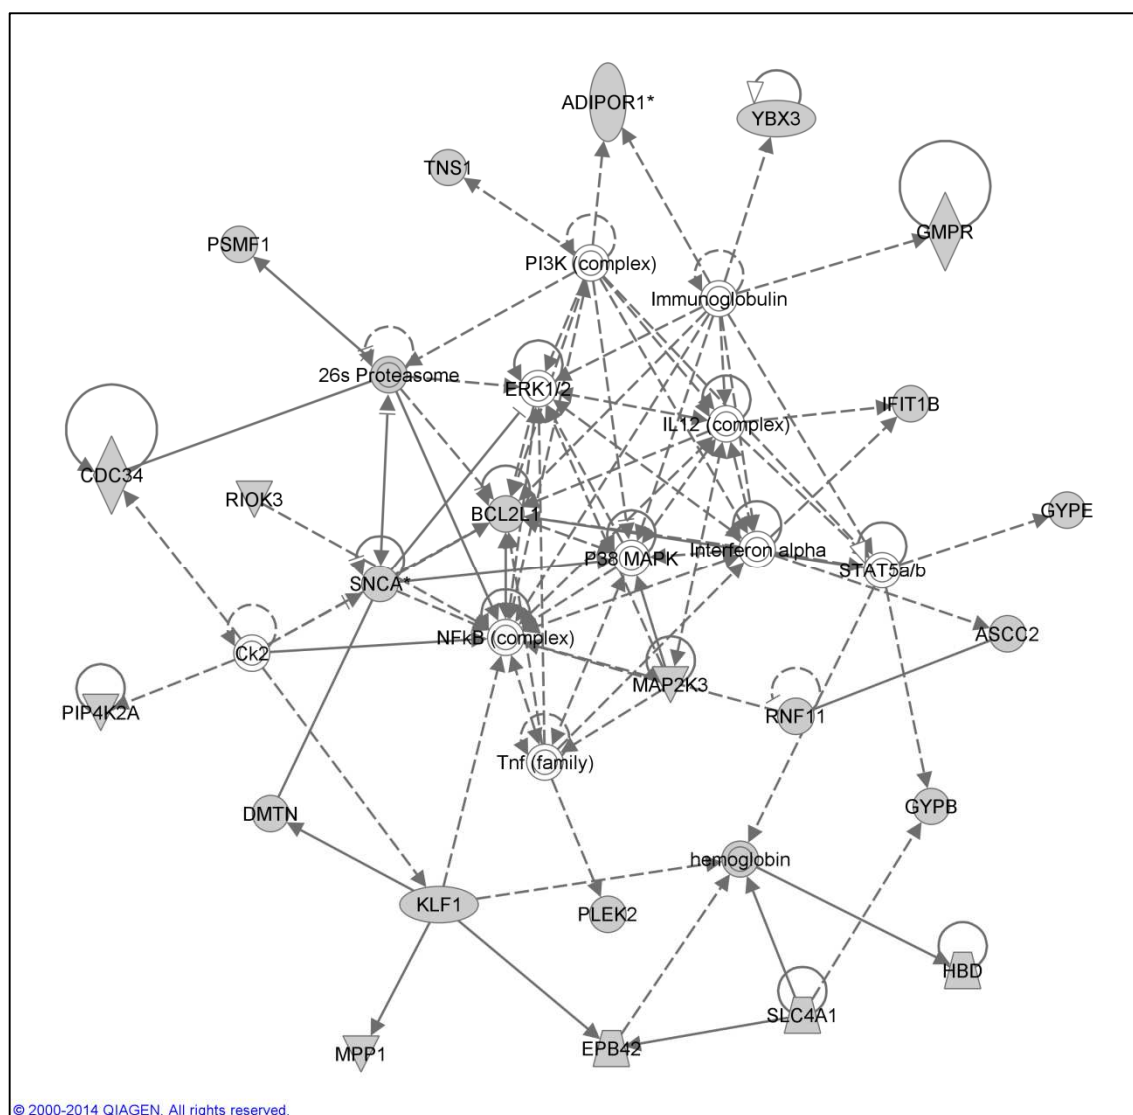 ADIPOR1*
YBX3
TNS1
GMPR
PSMF1
PI3K (complex)
Immunoglobulin
26s Proteasome
ERK1/2
IFIT1B
IL12 (complex)
CDC34
RIOK3
BCL2L1
GYPE
P38 MAPK
Interferon alpha
STAT5a/b
SNCA*
NFkB (complex)
ASCC2
Ck2
MAP2K3
PIP4K2A
RNF11
Tnf (family)
DMTN
GYPB
hemoglobin
KLF1
PLEK2
HBD
SLC4A1
MPP1
EPB42
© 2000-2014 QIAGEN. All rights reserved.